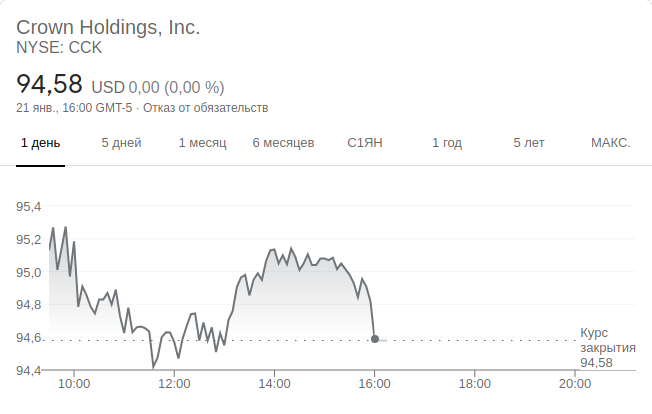 Crown Holdings, Inc.
NYSE: CCK
94,58 USD 0,00 (0,00 %)
21 янв., 16:00 GMT-5 · Отказ от обязательств
1 день 5 дней 1 месяц 6 месяцев С1ЯН 1 год 5 лет МАКС.
95,4
95,2
95,0
94,8
94,6
94,4
Курс
закрытия
94,58
10:00 12:00 14:00 16:00 18:00 20:00